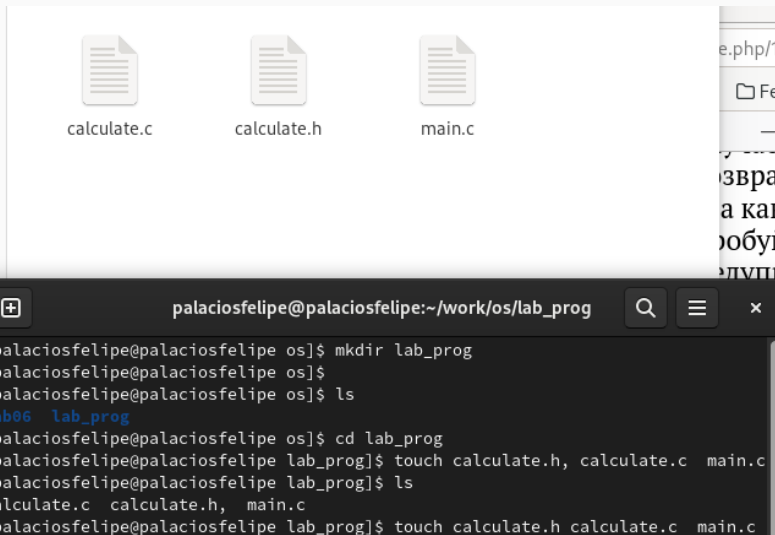 calculate.c calculate.h main.c
e.php/
Fe
звра
а ка
palaciosfelipe@palaciosfelipe:~/work/os/lab_prog
palaciosfelipe@palaciosfelipe os]$ mkdir lab_prog
palaciosfelipe@palaciosfelipe os]$
palaciosfelipe@palaciosfelipe os]$ ls
ab06 lab_prog
palaciosfelipe@palaciosfelipe os]$ cd lab_prog
palaciosfelipe@palaciosfelipe lab_prog]$ touch calculate.h, calculate.c main.c
palaciosfelipe@palaciosfelipe lab_prog]$ ls
alculate.c calculate.h, main.c
palaciosfelipe@palaciosfelipe lab_prog]$ touch calculate.h calculate.c main.c